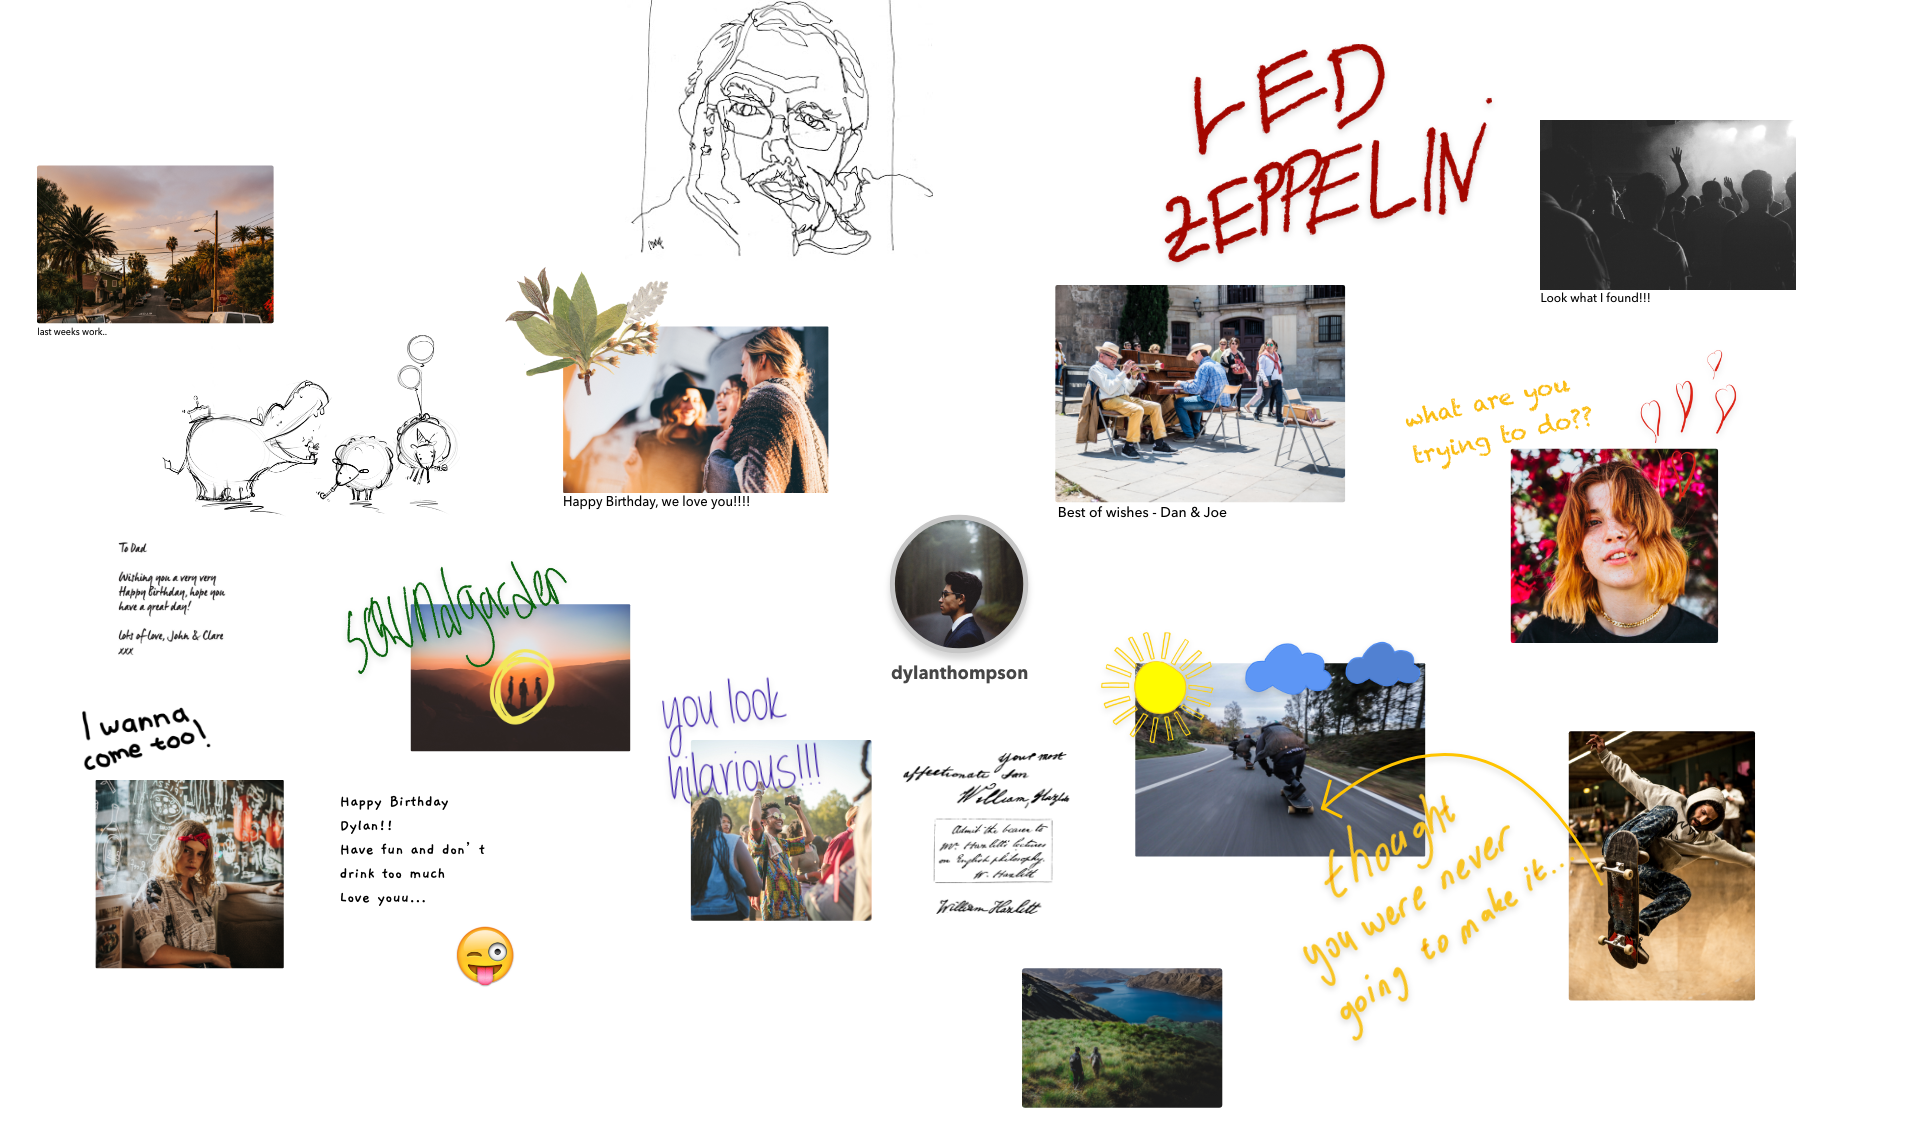 LED
ZEPPELIN
Look what I found!!!
last weeks work..
what are you
trying to do??
Happy Birthday, we love you!!!!
Best of wishes - Dan & Joe
To Dad
Wishing you a very very
Happy Birthday, hope you
have a great day!
lots of love, John & Clare
xxx
soundgarden
dylanthompson
you look
hilarious!!!
I wanna
come too!
Happy Birthday
Dylan!!
Have fun and don't
drink too much
Love youu...
your most
affectionate Son
William Hazlitt
Admit the bearer to
Mr. Hazlitt's lectures
on English philosophy.
W. Hazlitt
William Hazlitt
thought
you were never
going to make it...